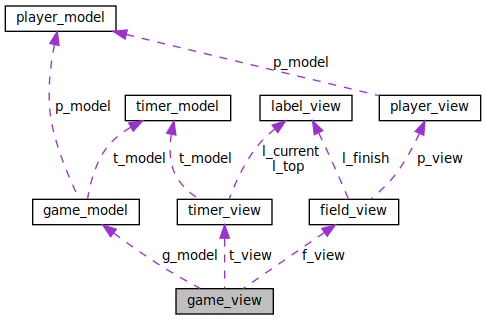 player_model
p_model
timer_model
label_view
player_view
p_model
t_model
t_model
l_current
l_top
l_finish
p_view
game_model
timer_view
field_view
g_model
t_view
f_view
game_view